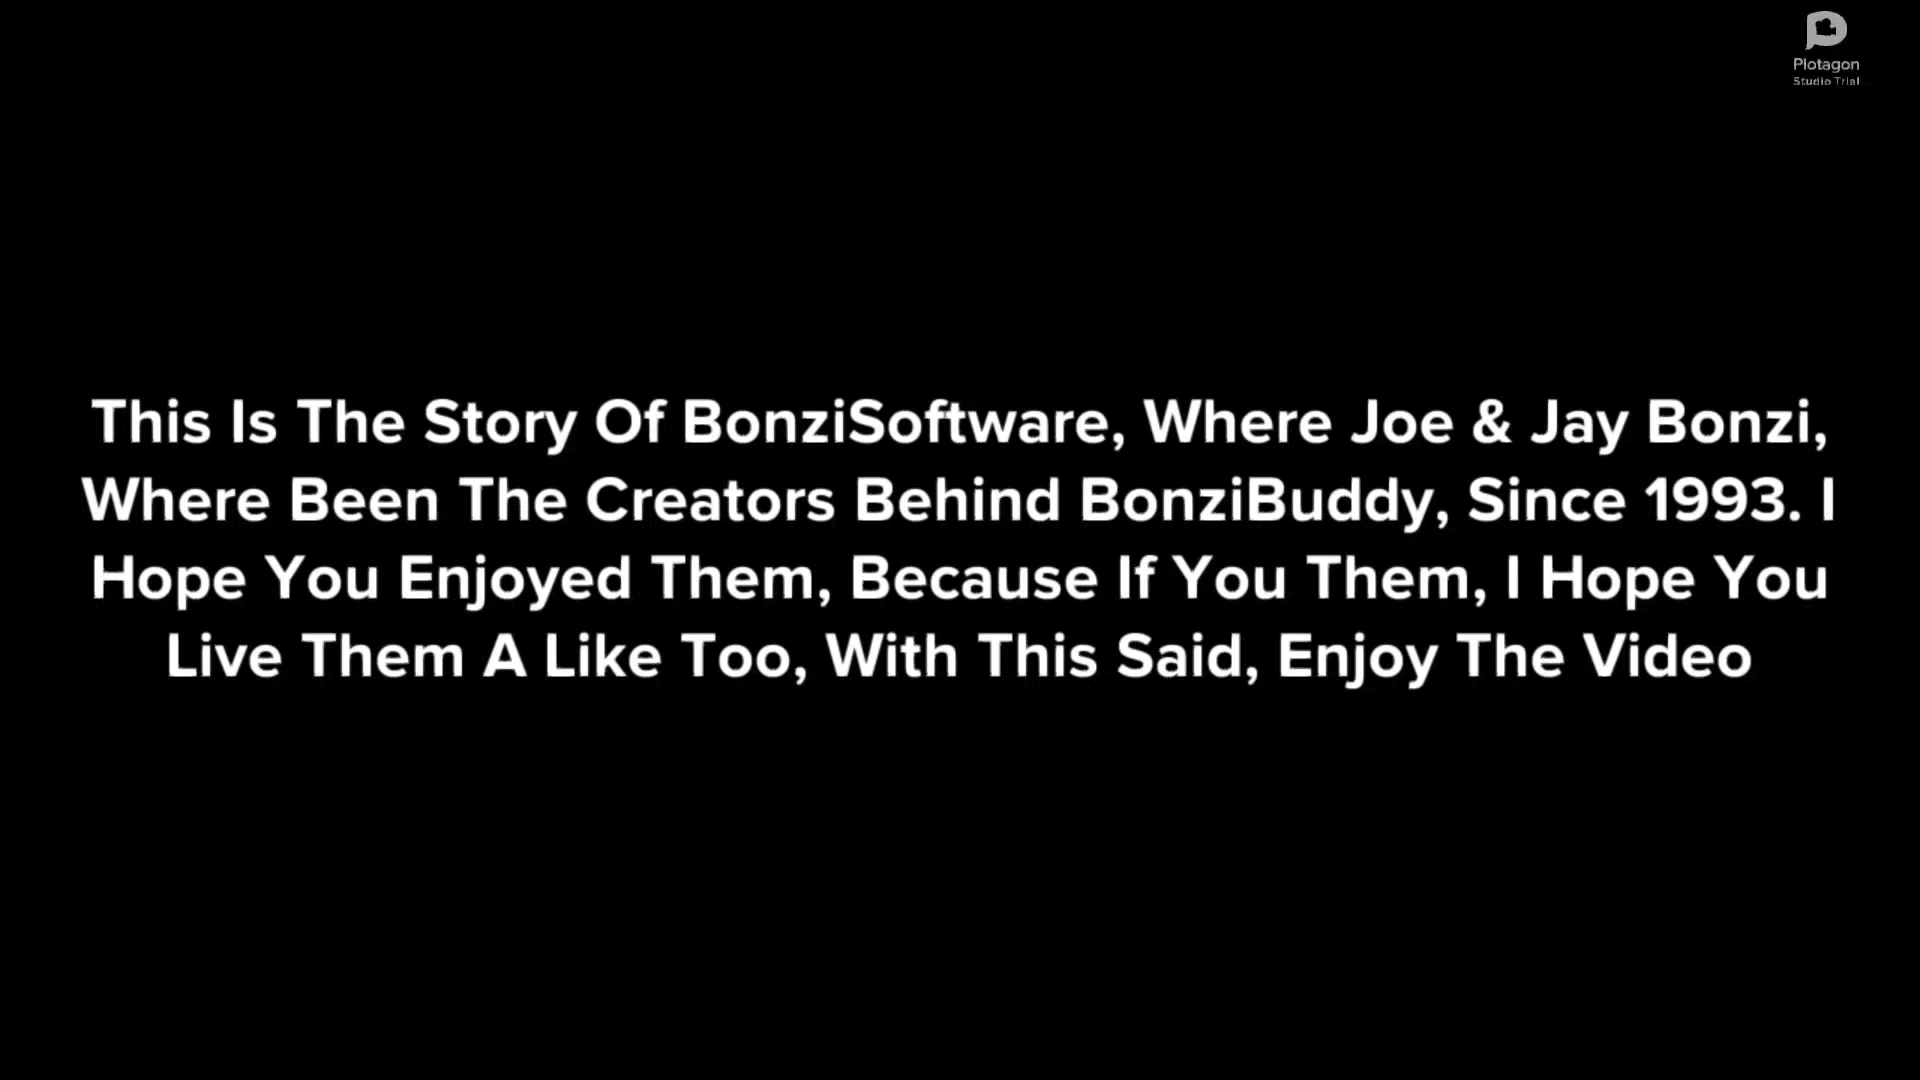 Plotagon
Studio Trial
This Is The Story Of BonziSoftware, Where Joe & Jay Bonzi,
Where Been The Creators Behind BonziBuddy, Since 1993. I
Hope You Enjoyed Them, Because If You Them, I Hope You
Live Them A Like Too, With This Said, Enjoy The Video